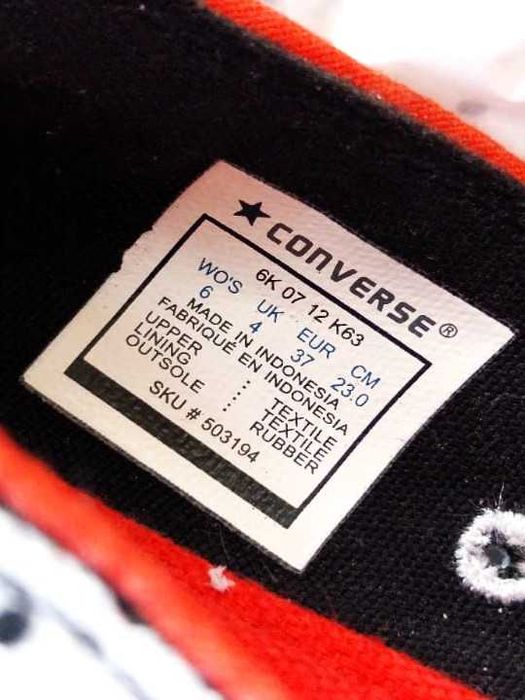 ★ CONVERSE®
6K 07 12 K63
WO'S UK EUR CM
6 4 37 23.0
MADE IN INDONESIA
FABRIQUÉ EN INDONESIA
UPPER : TEXTILE
LINING : TEXTILE
OUTSOLE : RUBBER
SKU # 503194